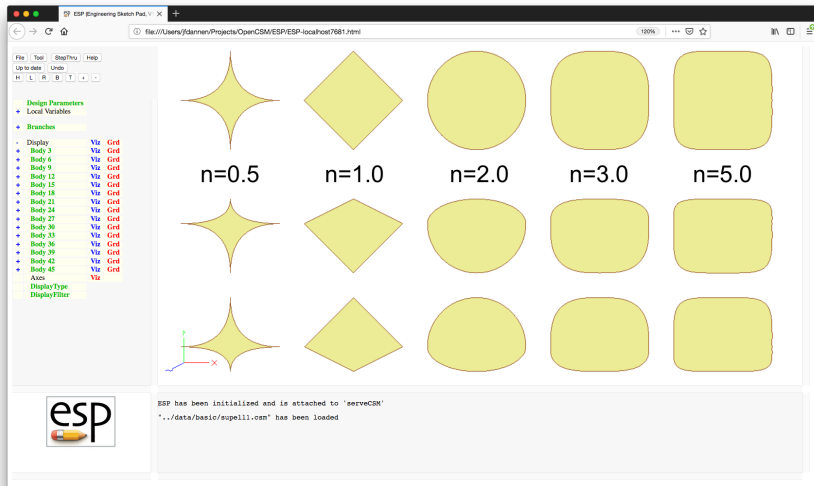 ESP [Engineering Sketch Pad, V
file:///Users/jfdannen/Projects/OpenCSM/ESP/ESP-localhost7681.html
120%
File Tool StepThru Help
Up to date Undo
H L R B T + -
Design Parameters
+ Local Variables
+ Branches
- Display Viz Grd
+ Body 3 Viz Grd
+ Body 6 Viz Grd
+ Body 9 Viz Grd
+ Body 12 Viz Grd
+ Body 15 Viz Grd
+ Body 18 Viz Grd
+ Body 21 Viz Grd
+ Body 24 Viz Grd
+ Body 27 Viz Grd
+ Body 30 Viz Grd
+ Body 33 Viz Grd
+ Body 36 Viz Grd
+ Body 39 Viz Grd
+ Body 42 Viz Grd
+ Body 45 Viz Grd
Axes Viz
DisplayType
DisplayFilter
n=0.5 n=1.0 n=2.0 n=3.0 n=5.0
y
x
esp
ESP has been initialized and is attached to 'serveCSM'
"../data/basic/supell1.csm" has been loaded